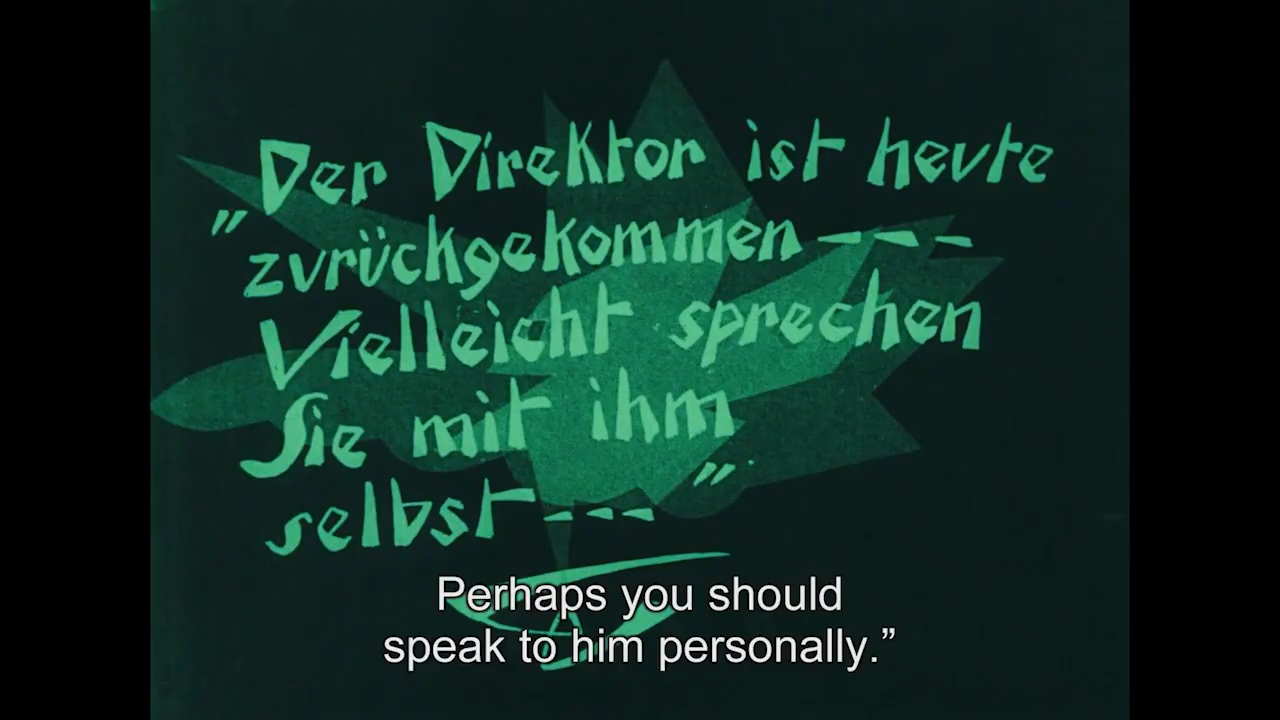 „Der Direktor ist heute
zurückgekommen - - -
Vielleicht sprechen
Sie mit ihm
selbst - - - ”
Perhaps you should
speak to him personally.”